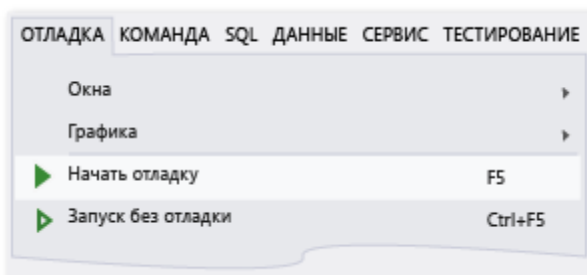 ОТЛАДКА КОМАНДА SQL ДАННЫЕ СЕРВИС ТЕСТИРОВАНИЕ
Окна
Графика
Начать отладку F5
Запуск без отладки Ctrl+F5